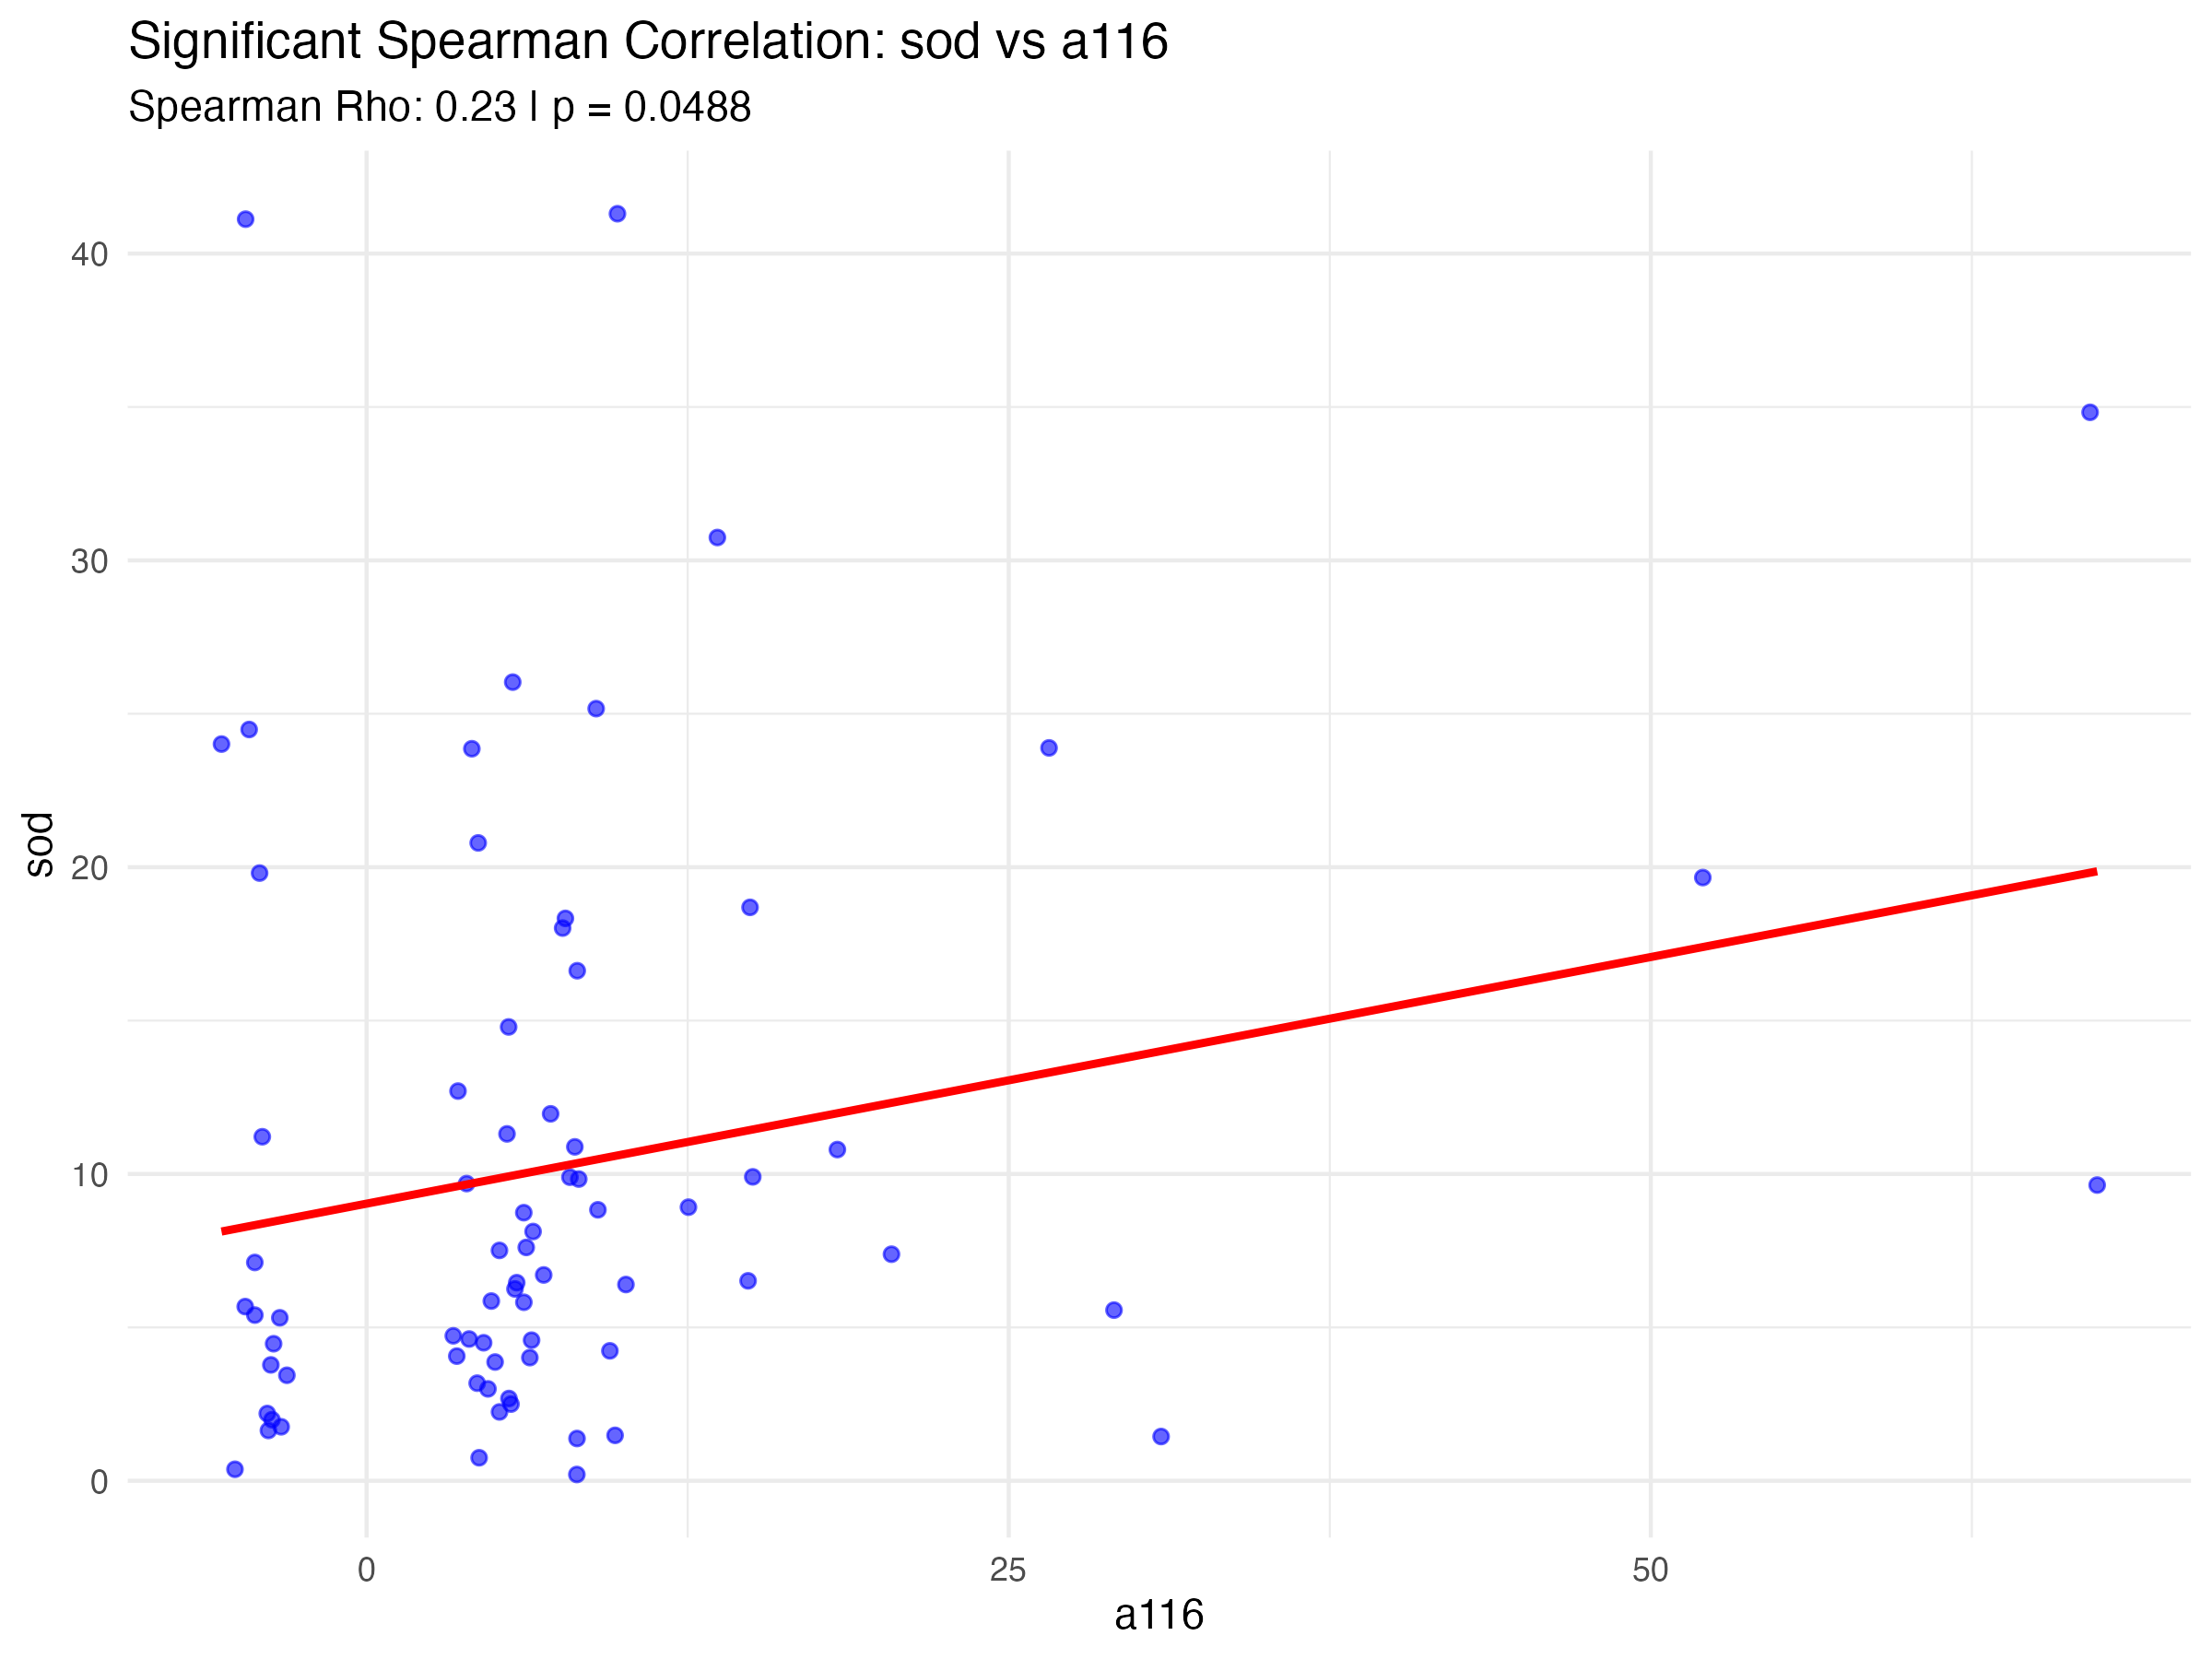 Significant Spearman Correlation: sod vs a116
Spearman Rho: 0.23 | p = 0.0488
40
30
sod
20
10
0
0 25 50
a116